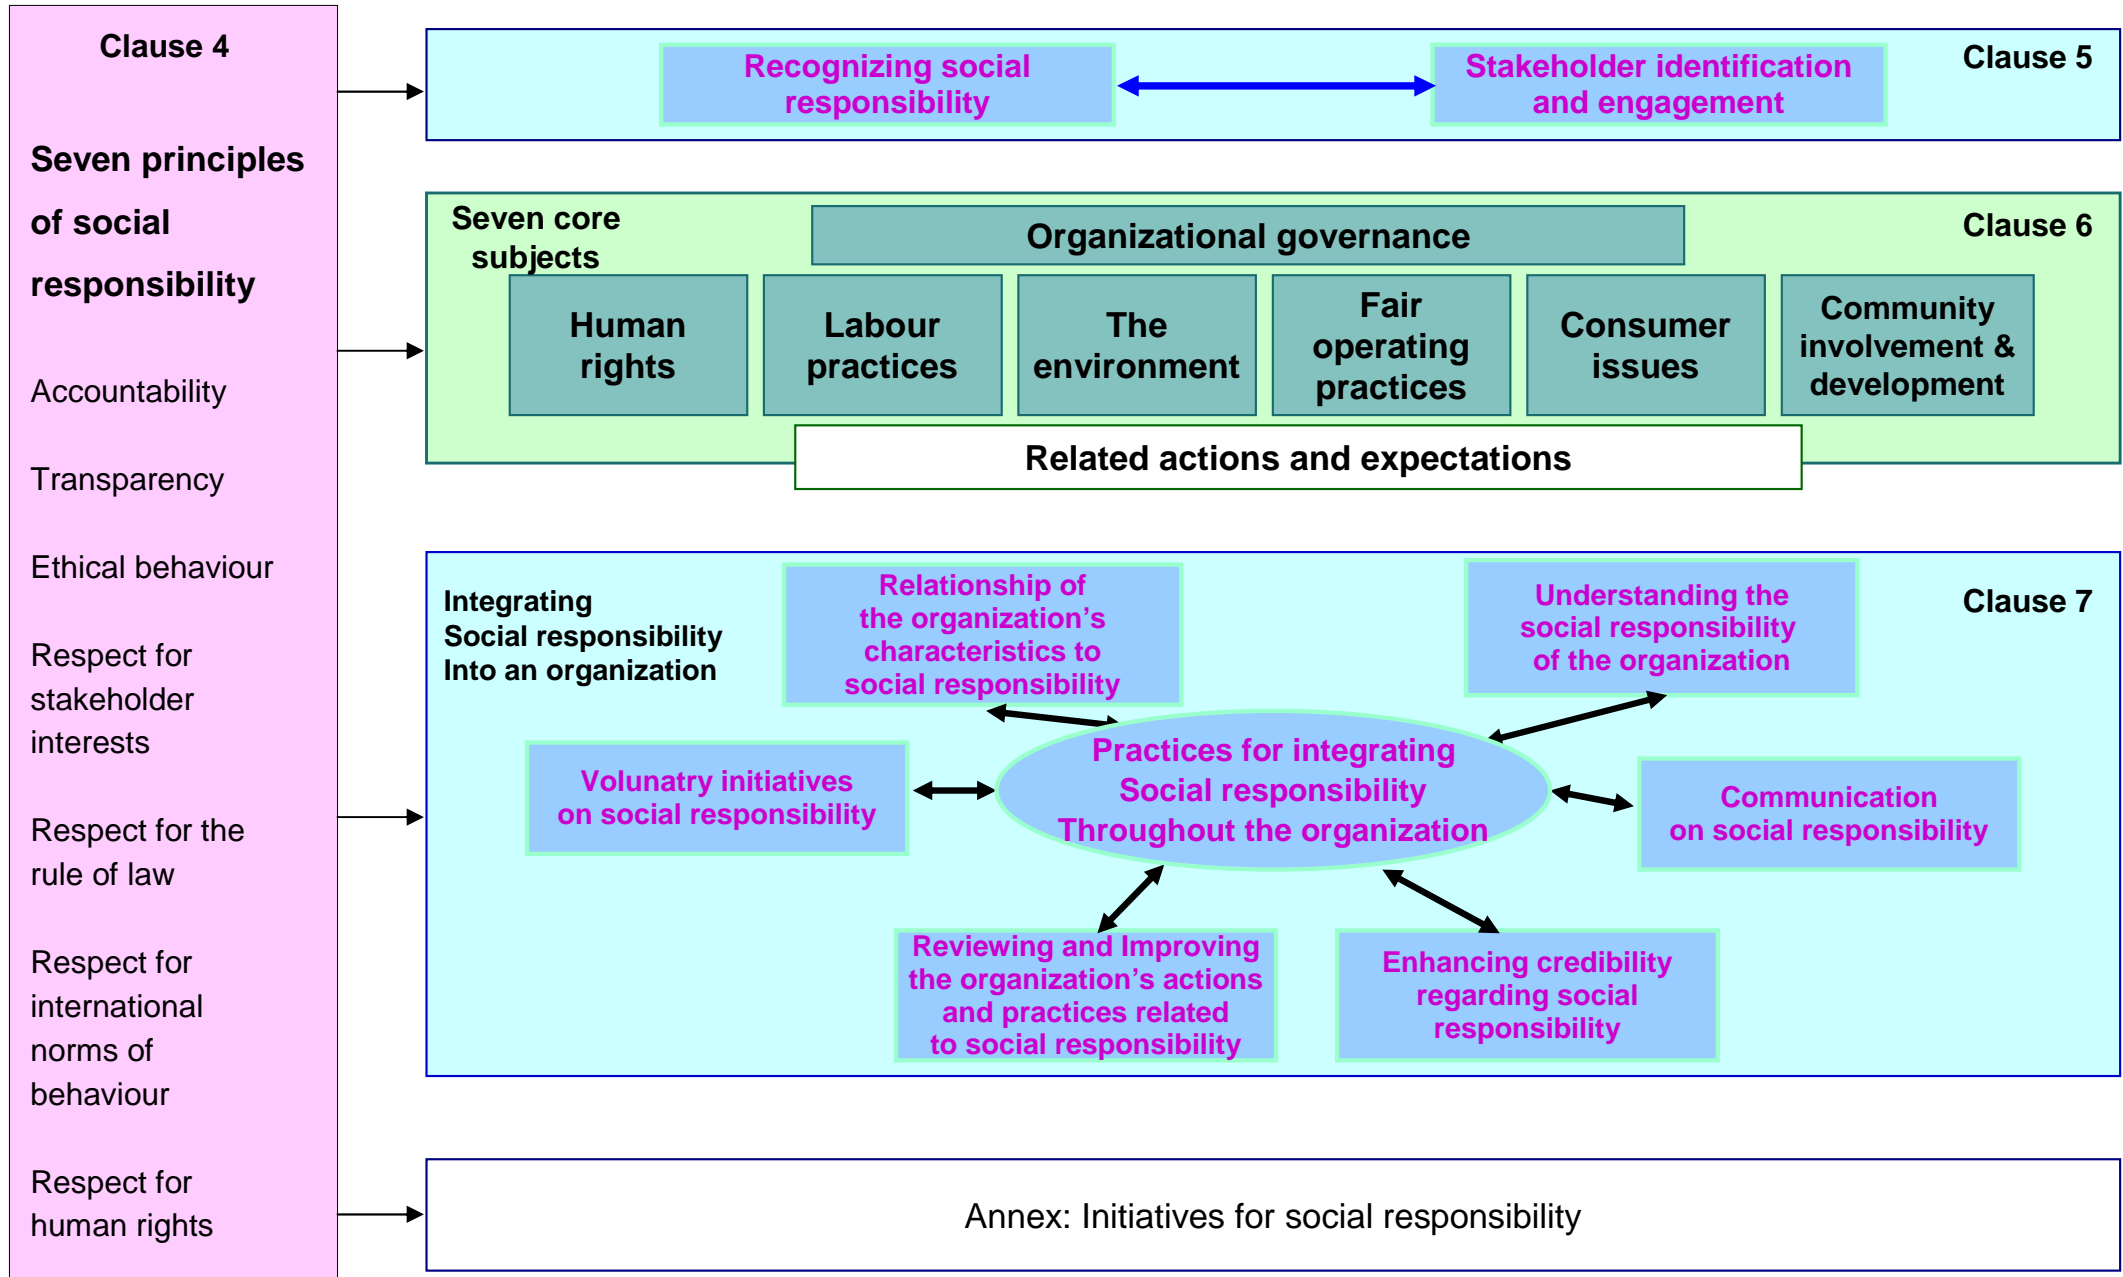 Clause 4
Seven principles
of social
responsibility
Accountability
Transparency
Ethical behaviour
Respect for
stakeholder
interests
Respect for the
rule of law
Respect for
international
norms of
behaviour
Respect for
human rights
Recognizing social
responsibility
Stakeholder identification
and engagement
Clause 5
Seven core
subjects
Organizational governance
Clause 6
Human
rights
Labour
practices
The
environment
Fair
operating
practices
Consumer
issues
Community
involvement &
development
Related actions and expectations
Integrating
Social responsibility
Into an organization
Relationship of
the organization’s
characteristics to
social responsibility
Understanding the
social responsibility
of the organization
Clause 7
Volunatry initiatives
on social responsibility
Practices for integrating
Social responsibility
Throughout the organization
Communication
on social responsibility
Reviewing and Improving
the organization’s actions
and practices related
to social responsibility
Enhancing credibility
regarding social
responsibility
Annex: Initiatives for social responsibility